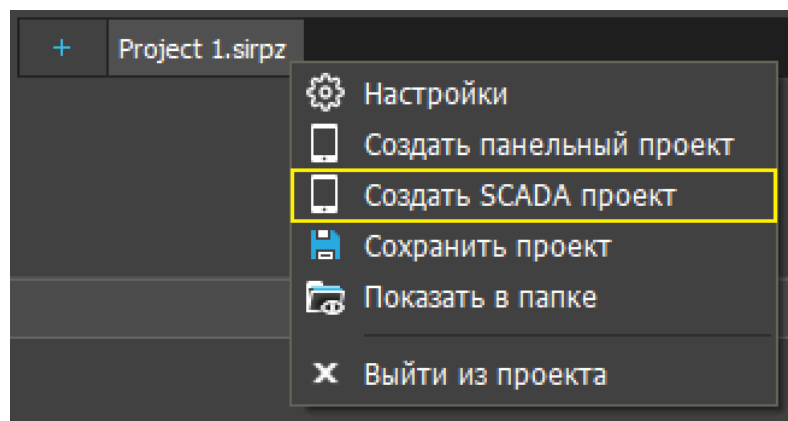 + Project 1.sirpz
Настройки
Создать панельный проект
Создать SCADA проект
Сохранить проект
Показать в папке
Выйти из проекта